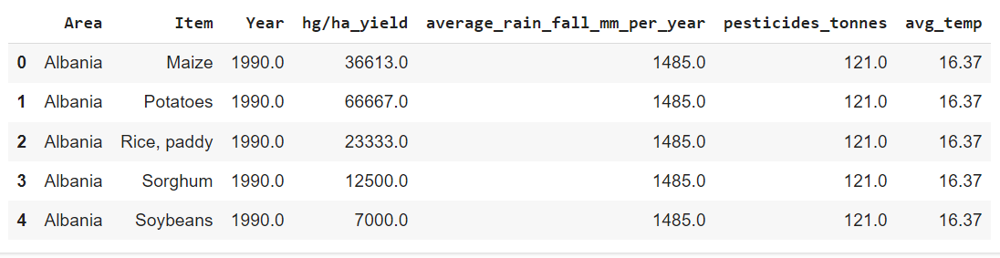 Area Item Year hg/ha_yield average_rain_fall_mm_per_year pesticides_tonnes avg_temp
0 Albania Maize 1990.0 36613.0 1485.0 121.0 16.37
1 Albania Potatoes 1990.0 66667.0 1485.0 121.0 16.37
2 Albania Rice, paddy 1990.0 23333.0 1485.0 121.0 16.37
3 Albania Sorghum 1990.0 12500.0 1485.0 121.0 16.37
4 Albania Soybeans 1990.0 7000.0 1485.0 121.0 16.37